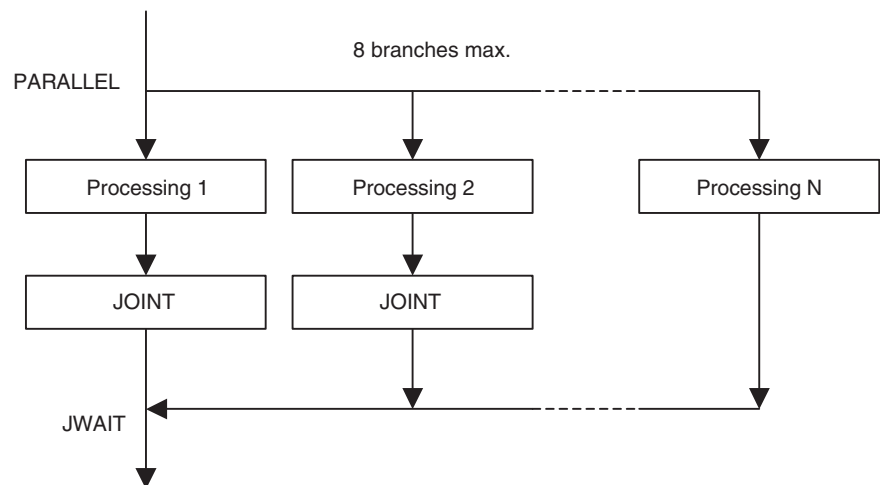 8 branches max.
PARALLEL
Processing 1
Processing 2
Processing N
JOINT
JOINT
JWAIT